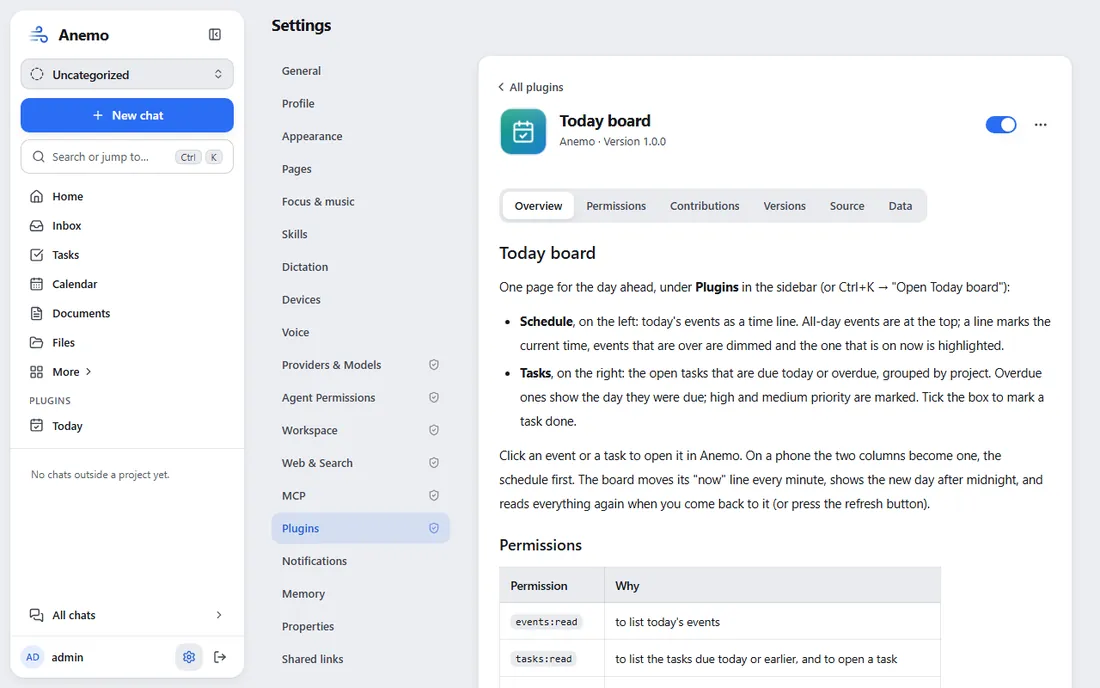 Anemo
Uncategorized
New chat
Search or jump to... Ctrl K
Home
Inbox
Tasks
Calendar
Documents
Files
More
PLUGINS
Today
No chats outside a project yet.
All chats
AD admin
Settings
General
Profile
Appearance
Pages
Focus & music
Skills
Dictation
Devices
Voice
Providers & Models
Agent Permissions
Workspace
Web & Search
MCP
Plugins
Notifications
Memory
Properties
Shared links
All plugins
Today board
Anemo · Version 1.0.0
Overview Permissions Contributions Versions Source Data
Today board
One page for the day ahead, under Plugins in the sidebar (or Ctrl+K → "Open Today board"):
• Schedule, on the left: today's events as a time line. All-day events are at the top; a line marks the
current time, events that are over are dimmed and the one that is on now is highlighted.
• Tasks, on the right: the open tasks that are due today or overdue, grouped by project. Overdue
ones show the day they were due; high and medium priority are marked. Tick the box to mark a
task done.
Click an event or a task to open it in Anemo. On a phone the two columns become one, the
schedule first. The board moves its "now" line every minute, shows the new day after midnight, and
reads everything again when you come back to it (or press the refresh button).
Permissions
Permission Why
events:read to list today's events
tasks:read to list the tasks due today or earlier, and to open a task